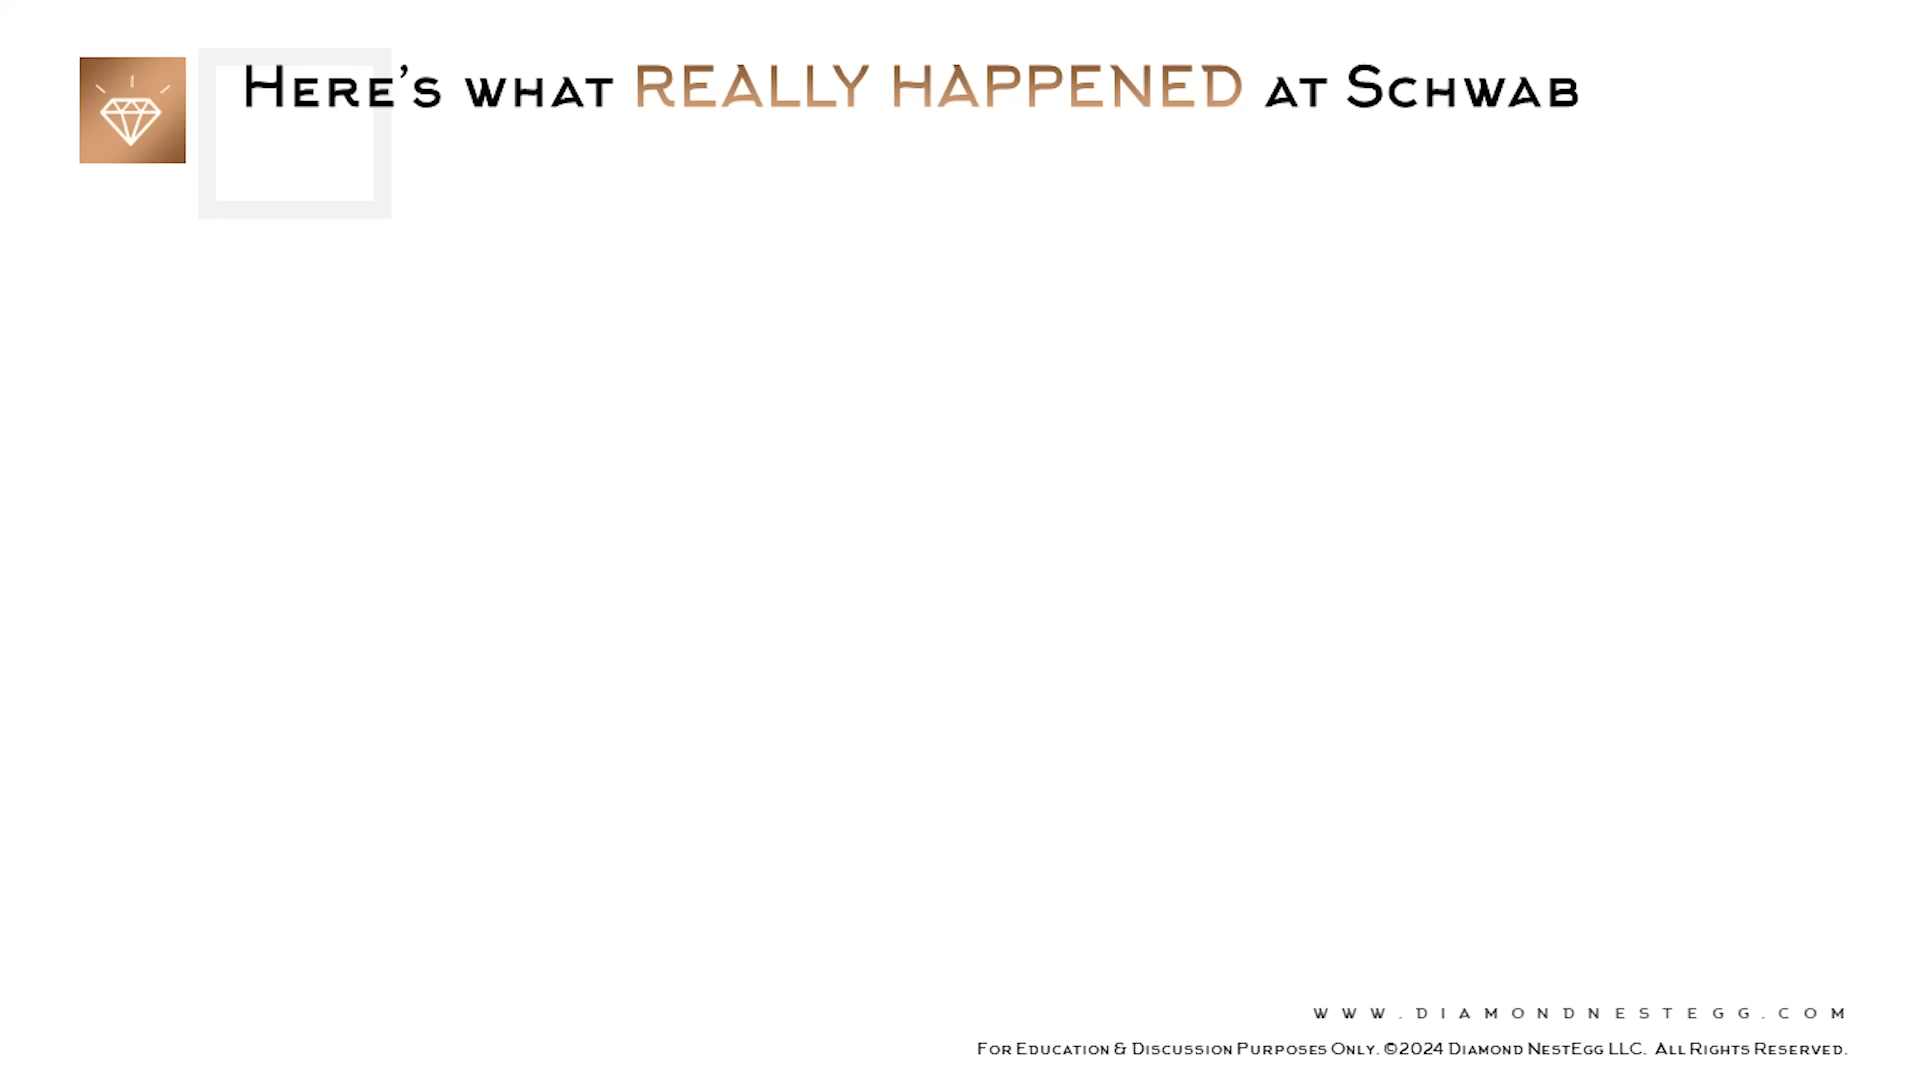 Here's what REALLY HAPPENED at Schwab
WWW.DIAMONDNESTEGG.COM
For Education & Discussion Purposes Only. ©2024 Diamond NestEgg LLC. All Rights Reserved.